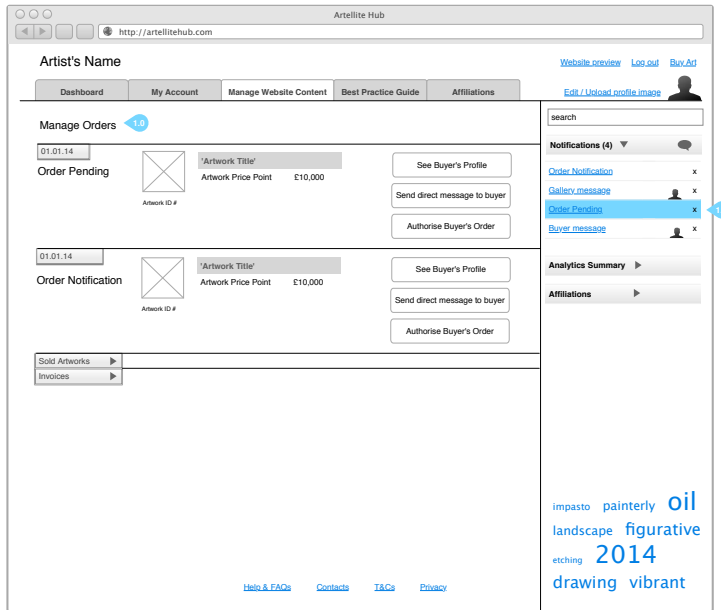 Artellite Hub
http://artellitehub.com
Artist's Name
Website preview Log out Buy Art
Dashboard My Account Manage Website Content Best Practice Guide Affiliations
Edit / Upload profile image
search
Manage Orders 1.0
Notifications (4)
01.01.14
Order Pending
'Artwork Title'
Artwork Price Point £10,000
Artwork ID #
See Buyer's Profile
Send direct message to buyer
Authorise Buyer's Order
Order Notification x
Gallery message x
Order Pending x
1
Buyer message x
01.01.14
Order Notification
'Artwork Title'
Artwork Price Point £10,000
Artwork ID #
See Buyer's Profile
Send direct message to buyer
Authorise Buyer's Order
Analytics Summary
Affiliations
Sold Artworks
Invoices
impasto painterly oil
landscape figurative
etching 2014
drawing vibrant
Help & FAQs Contacts T&Cs Privacy